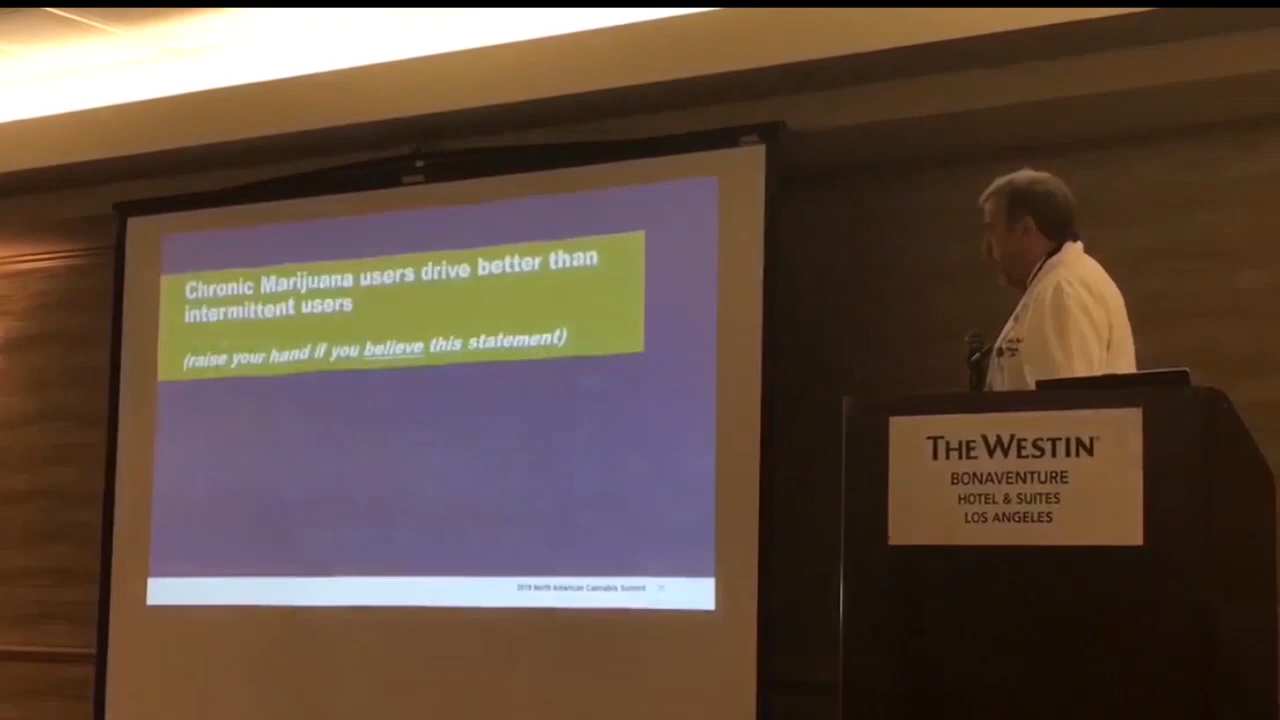 Chronic Marijuana users drive better than
intermittent users
(raise your hand if you believe this statement)
2019 North American Cannabis Summit
THE WESTIN
BONAVENTURE
HOTEL & SUITES
LOS ANGELES